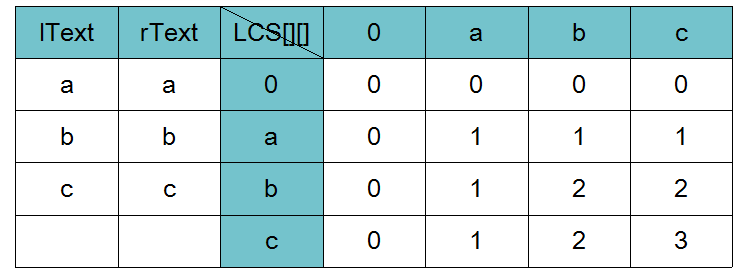 lText rText LCS[][] 0 a b c
a a 0 0 0 0 0
b b a 0 1 1 1
c c b 0 1 2 2
c 0 1 2 3